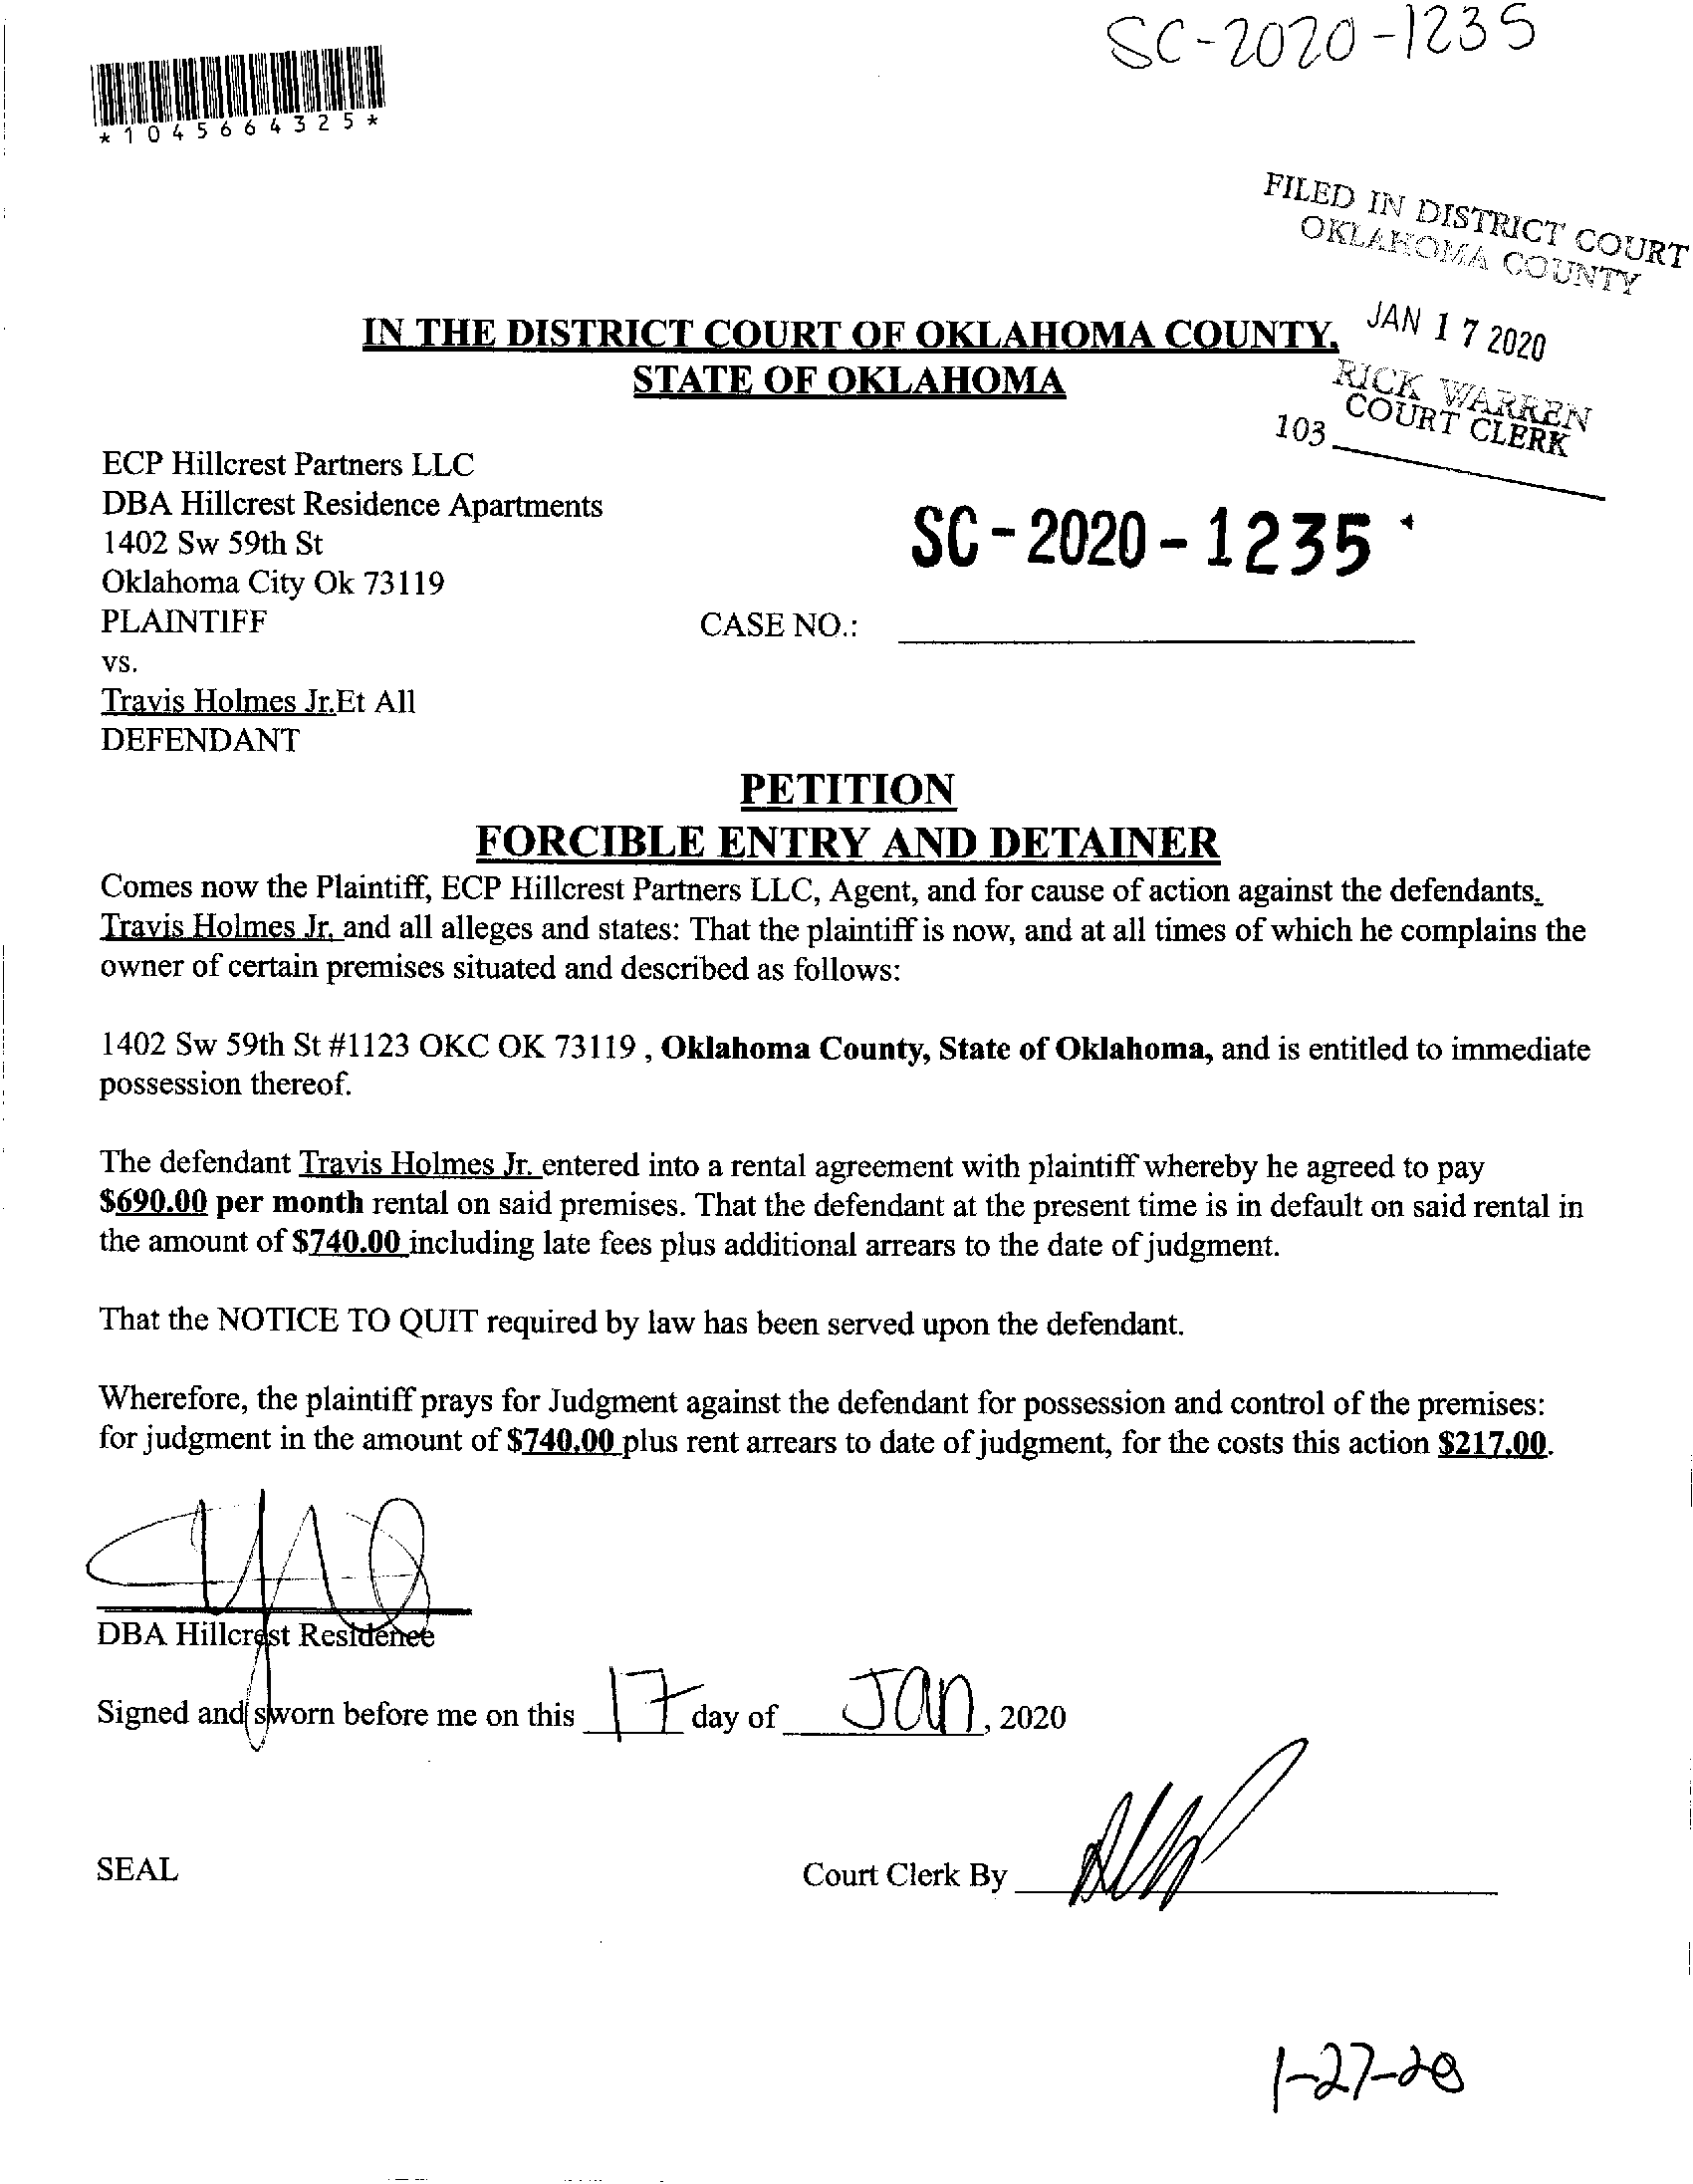 SC-2020-1235
*1045664325*
FILED IN DISTRICT COURT
OKLAHOMA COUNTY
JAN 17 2020
RICK WARREN
COURT CLERK
103
IN THE DISTRICT COURT OF OKLAHOMA COUNTY,
STATE OF OKLAHOMA
ECP Hillcrest Partners LLC
DBA Hillcrest Residence Apartments
1402 Sw 59th St
Oklahoma City Ok 73119
PLAINTIFF
SC-2020-1235
CASE NO.:
vs.
Travis Holmes Jr.Et All
DEFENDANT
PETITION
FORCIBLE ENTRY AND DETAINER
Comes now the Plaintiff, ECP Hillcrest Partners LLC, Agent, and for cause of action against the defendants,
Travis Holmes Jr. and all alleges and states: That the plaintiff is now, and at all times of which he complains the
owner of certain premises situated and described as follows:
1402 Sw 59th St #1123 OKC OK 73119 , Oklahoma County, State of Oklahoma, and is entitled to immediate
possession thereof.
The defendant Travis Holmes Jr. entered into a rental agreement with plaintiff whereby he agreed to pay
$690.00 per month rental on said premises. That the defendant at the present time is in default on said rental in
the amount of $740.00 including late fees plus additional arrears to the date of judgment.
That the NOTICE TO QUIT required by law has been served upon the defendant.
Wherefore, the plaintiff prays for Judgment against the defendant for possession and control of the premises:
for judgment in the amount of $740.00 plus rent arrears to date of judgment, for the costs this action $217.00.
DBA Hillcrest Residence
Signed and sworn before me on this 17 day of Jan, 2020
SEAL
Court Clerk By
1-27-20